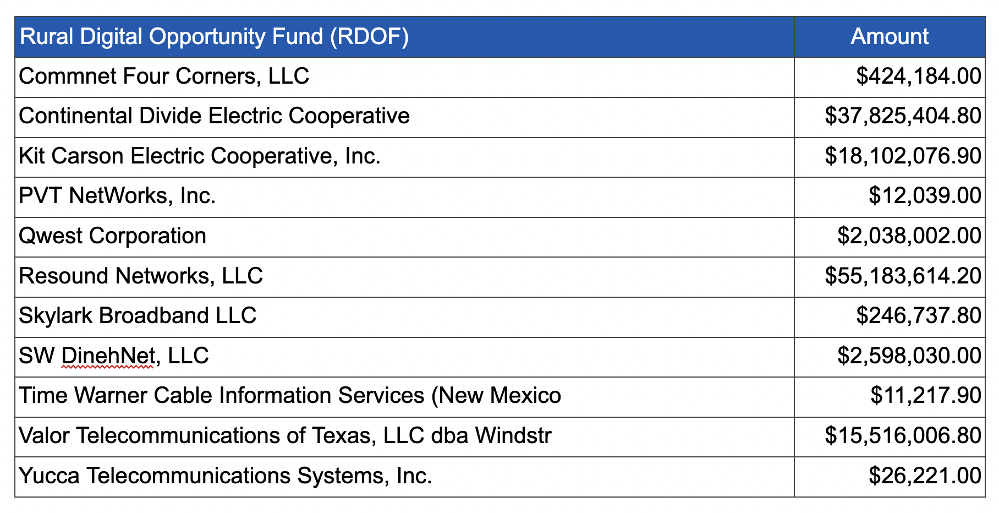 Rural Digital Opportunity Fund (RDOF) Amount
Commnet Four Corners, LLC $424,184.00
Continental Divide Electric Cooperative $37,825,404.80
Kit Carson Electric Cooperative, Inc. $18,102,076.90
PVT NetWorks, Inc. $12,039.00
Qwest Corporation $2,038,002.00
Resound Networks, LLC $55,183,614.20
Skylark Broadband LLC $246,737.80
SW DinehNet, LLC $2,598,030.00
Time Warner Cable Information Services (New Mexico $11,217.90
Valor Telecommunications of Texas, LLC dba Windstr $15,516,006.80
Yucca Telecommunications Systems, Inc. $26,221.00